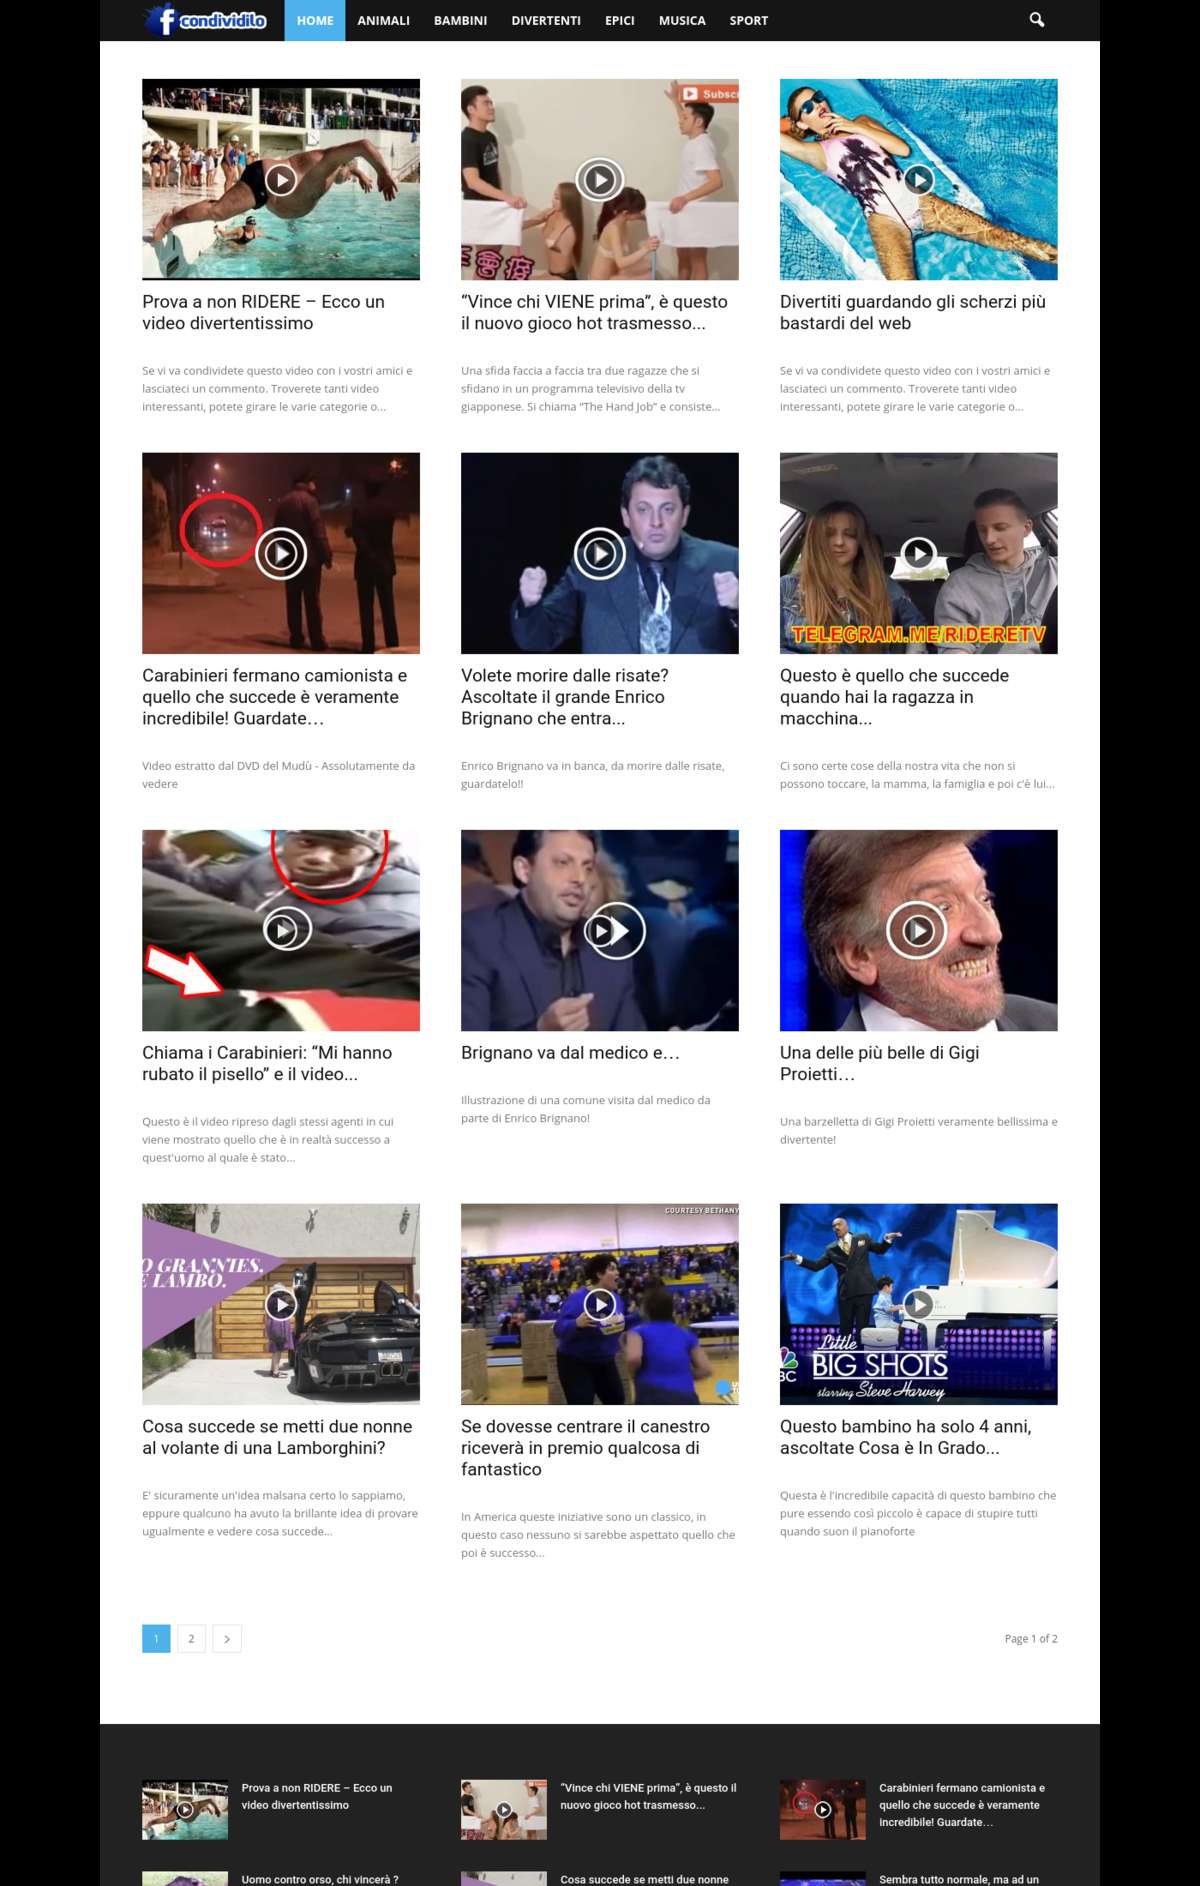 condividilo
HOME ANIMALI BAMBINI DIVERTENTI EPICI MUSICA SPORT
Prova a non RIDERE – Ecco un
video divertentissimo
Se vi va condividete questo video con i vostri amici e
lasciateci un commento. Troverete tanti video
interessanti, potete girare le varie categorie o...
Subsc
“Vince chi VIENE prima”, è questo
il nuovo gioco hot trasmesso...
Una sfida faccia a faccia tra due ragazze che si
sfidano in un programma televisivo della tv
giapponese. Si chiama “The Hand Job” e consiste...
Divertiti guardando gli scherzi più
bastardi del web
Se vi va condividete questo video con i vostri amici e
lasciateci un commento. Troverete tanti video
interessanti, potete girare le varie categorie o...
Carabinieri fermano camionista e
quello che succede è veramente
incredibile! Guardate…
Video estratto dal DVD del Mudù - Assolutamente da
vedere
Volete morire dalle risate?
Ascoltate il grande Enrico
Brignano che entra...
Enrico Brignano va in banca, da morire dalle risate,
guardatelo!!
TELEGRAM.ME/RIDERETV
Questo è quello che succede
quando hai la ragazza in
macchina...
Ci sono certe cose della nostra vita che non si
possono toccare, la mamma, la famiglia e poi c'è lui...
Chiama i Carabinieri: “Mi hanno
rubato il pisello” e il video...
Questo è il video ripreso dagli stessi agenti in cui
viene mostrato quello che è in realtà successo a
quest'uomo al quale è stato...
Brignano va dal medico e…
Illustrazione di una comune visita dal medico da
parte di Enrico Brignano!
Una delle più belle di Gigi
Proietti…
Una barzelletta di Gigi Proietti veramente bellissima e
divertente!
O GRANNIES.
E LAMBO.
Cosa succede se metti due nonne
al volante di una Lamborghini?
E' sicuramente un'idea malsana certo lo sappiamo,
eppure qualcuno ha avuto la brillante idea di provare
ugualmente e vedere cosa succede...
COURTESY BETHANY
Se dovesse centrare il canestro
riceverà in premio qualcosa di
fantastico
In America queste iniziative sono un classico, in
questo caso nessuno si sarebbe aspettato quello che
poi è successo...
Little
BIG SHOTS
starring Steve Harvey
BC
Questo bambino ha solo 4 anni,
ascoltate Cosa è In Grado...
Questa è l'incredibile capacità di questo bambino che
pure essendo così piccolo è capace di stupire tutti
quando suon il pianoforte
1 2
Page 1 of 2
Prova a non RIDERE – Ecco un
video divertentissimo
“Vince chi VIENE prima”, è questo il
nuovo gioco hot trasmesso...
Carabinieri fermano camionista e
quello che succede è veramente
incredibile! Guardate…
Uomo contro orso, chi vincerà ?
Cosa succede se metti due nonne
Sembra tutto normale, ma ad un